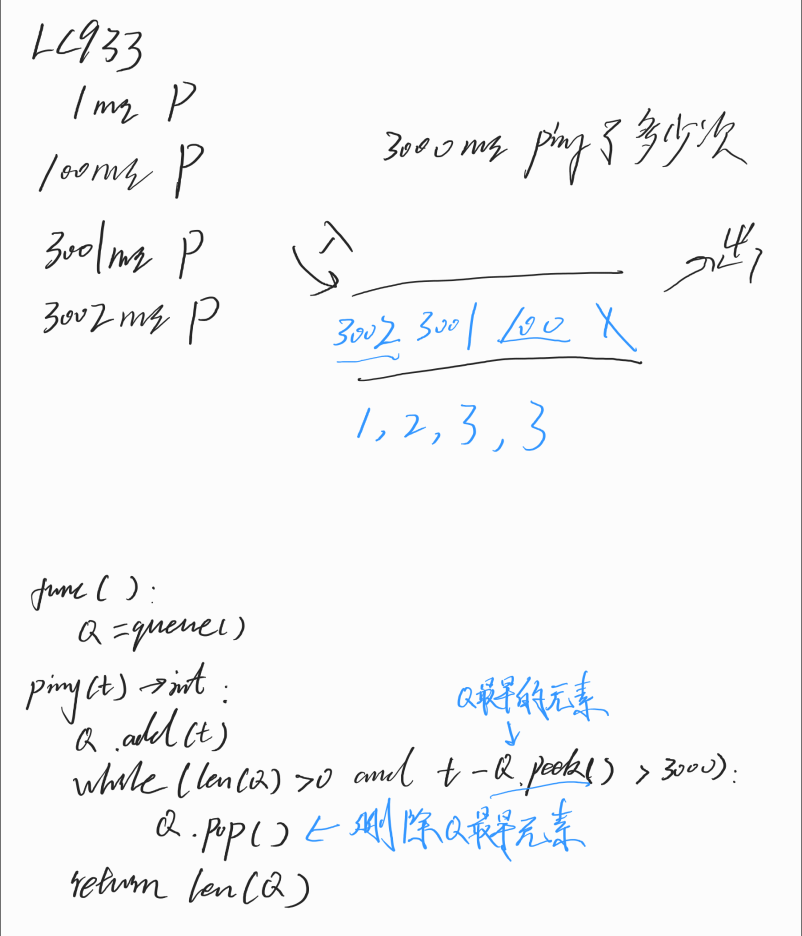 LC933
1ms P
100ms P
3000ms ping了多少次
3001ms P
入
出
3002ms P
3002 3001 100 X
1, 2, 3, 3
func( ):
Q = queue()
ping(t) → int :
Q最早的元素
Q.add(t)
while (len(Q) > 0 and t - Q.peek() > 3000):
Q.pop() ← 删除Q最早元素
return len(Q)